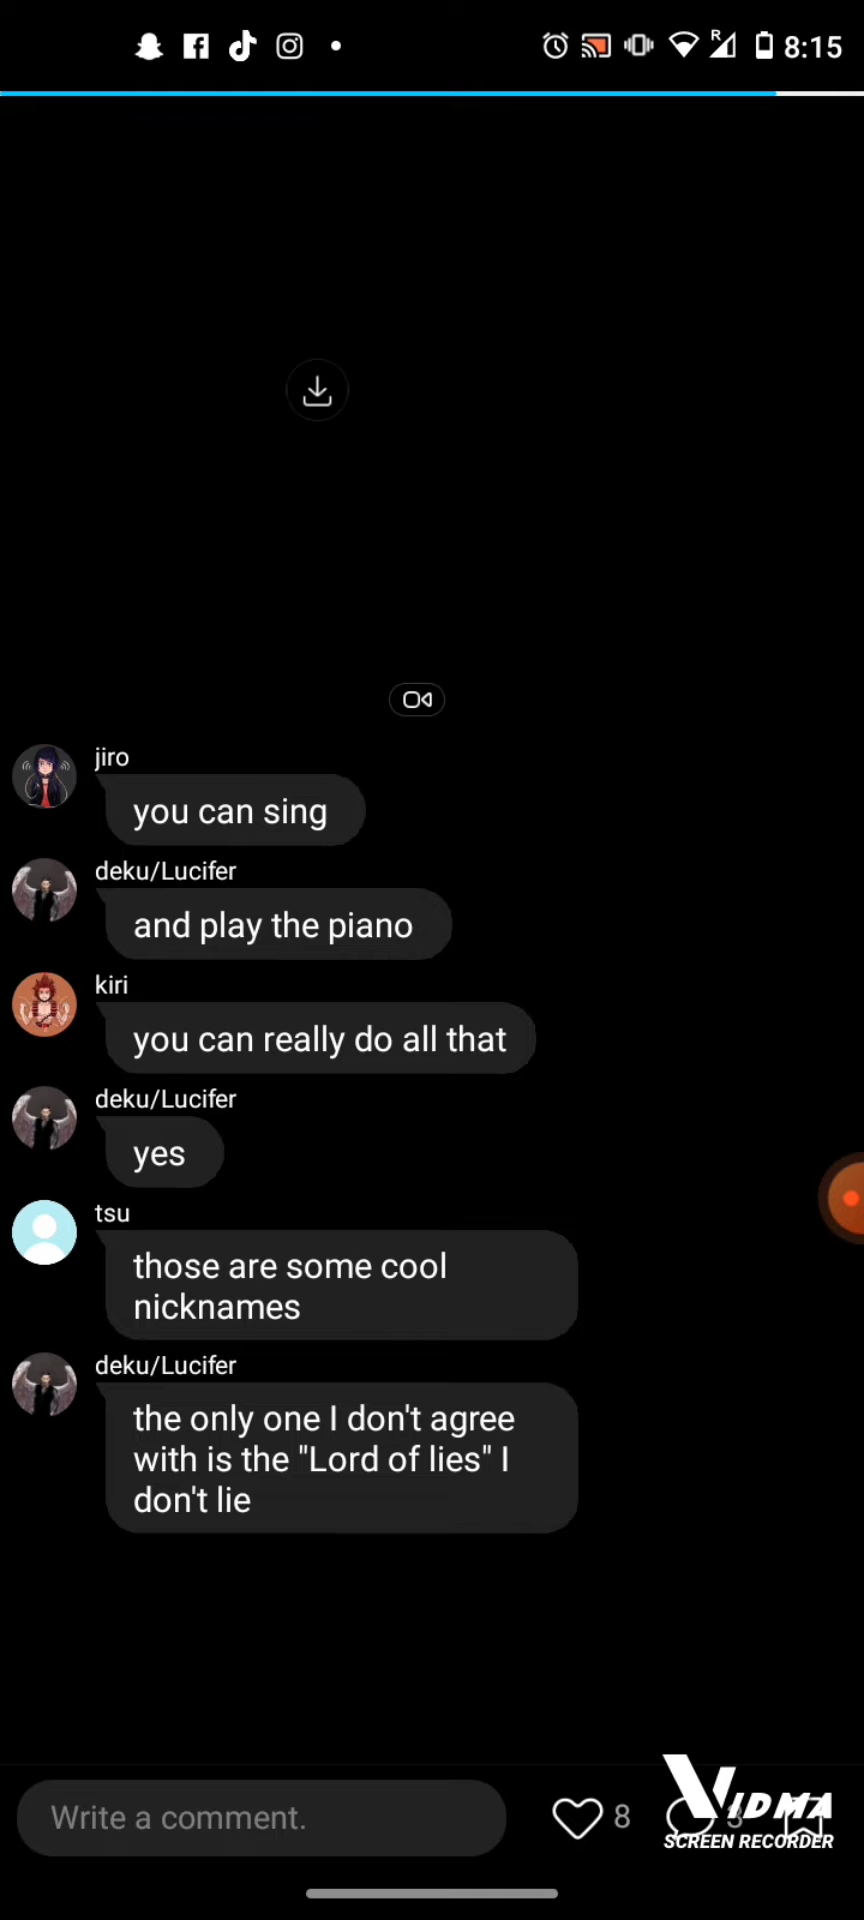 R
8:15
jiro
you can sing
deku/Lucifer
and play the piano
kiri
you can really do all that
deku/Lucifer
yes
tsu
those are some cool
nicknames
deku/Lucifer
the only one I don't agree
with is the "Lord of lies" I
don't lie
Write a comment.
8
3
VIDMA
SCREEN RECORDER